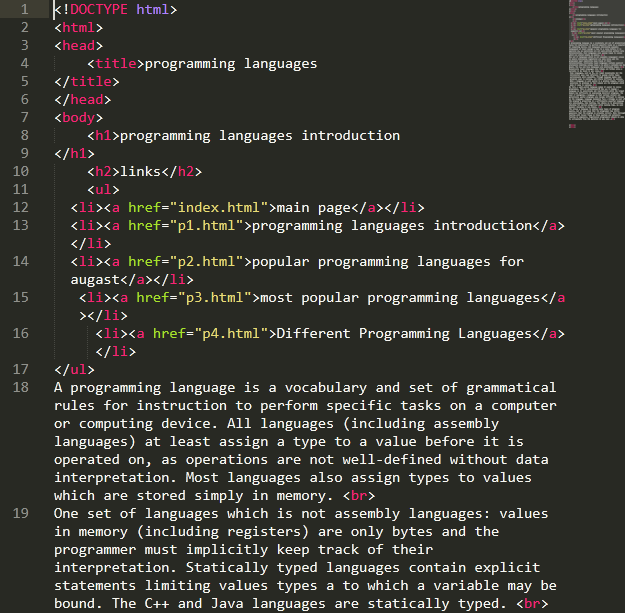 1 <!DOCTYPE html>
2 <html>
3 <head>
4 <title>programming languages
5 </title>
6 </head>
7 <body>
8 <h1>programming languages introduction
9 </h1>
10 <h2>links</h2>
11 <ul>
12 <li><a href="index.html">main page</a></li>
13 <li><a href="p1.html">programming languages introduction</a>
</li>
14 <li><a href="p2.html">popular programming languages for
augast</a></li>
15 <li><a href="p3.html">most popular programming languages</a
></li>
16 <li><a href="p4.html">Different Programming Languages</a>
</li>
17 </ul>
18 A programming language is a vocabulary and set of grammatical
rules for instruction to perform specific tasks on a computer
or computing device. All languages (including assembly
languages) at least assign a type to a value before it is
operated on, as operations are not well-defined without data
interpretation. Most languages also assign types to values
which are stored simply in memory. <br>
19 One set of languages which is not assembly languages: values
in memory (including registers) are only bytes and the
programmer must implicitly keep track of their
interpretation. Statically typed languages contain explicit
statements limiting values types a to which a variable may be
bound. The C++ and Java languages are statically typed. <br>